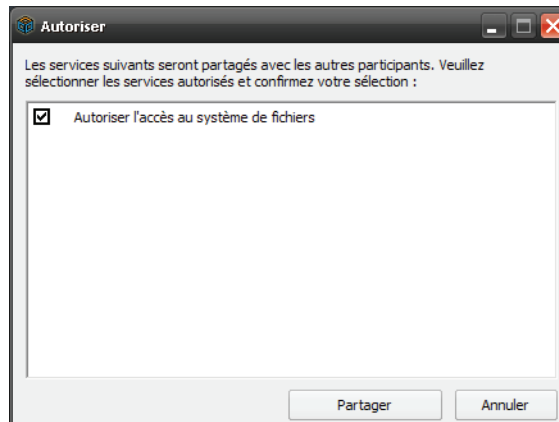 Autoriser
Les services suivants seront partagés avec les autres participants. Veuillez
sélectionner les services autorisés et confirmez votre sélection :
Autoriser l'accès au système de fichiers
Partager Annuler